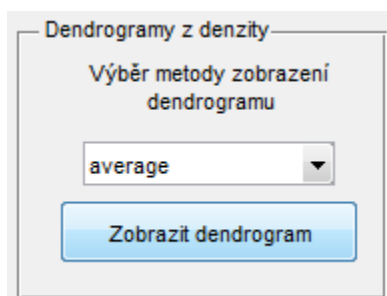 Dendrogramy z denzity
Výběr metody zobrazení
dendrogramu
average
Zobrazit dendrogram